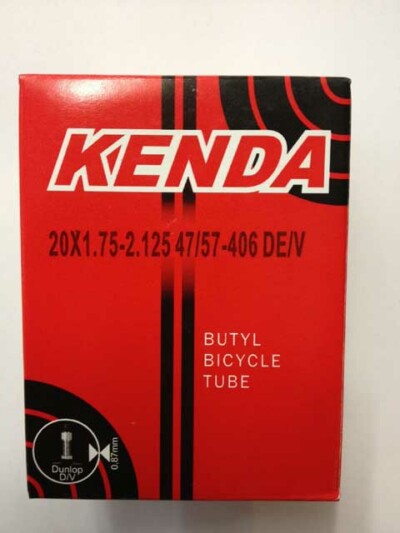 KENDA
20X1.75-2.125 47/57-406 DE/V
BUTYL
BICYCLE
TUBE
Dunlop
D/V
0.87mm